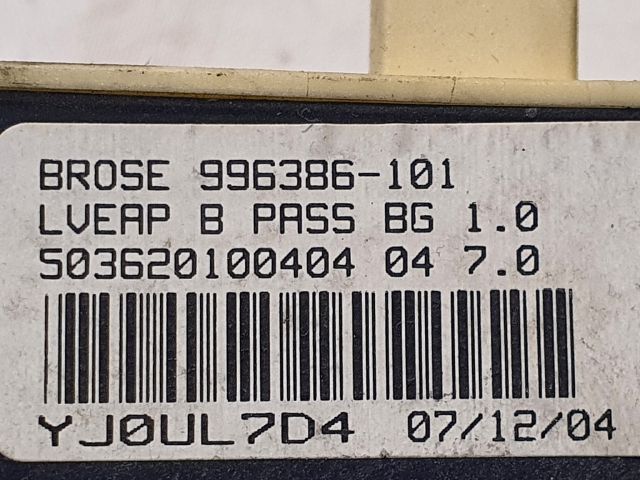 BROSE 996386-101
LVEAP B PASS BG 1.0
503620100404 04 7.0
YJ0UL7D4 07/12/04